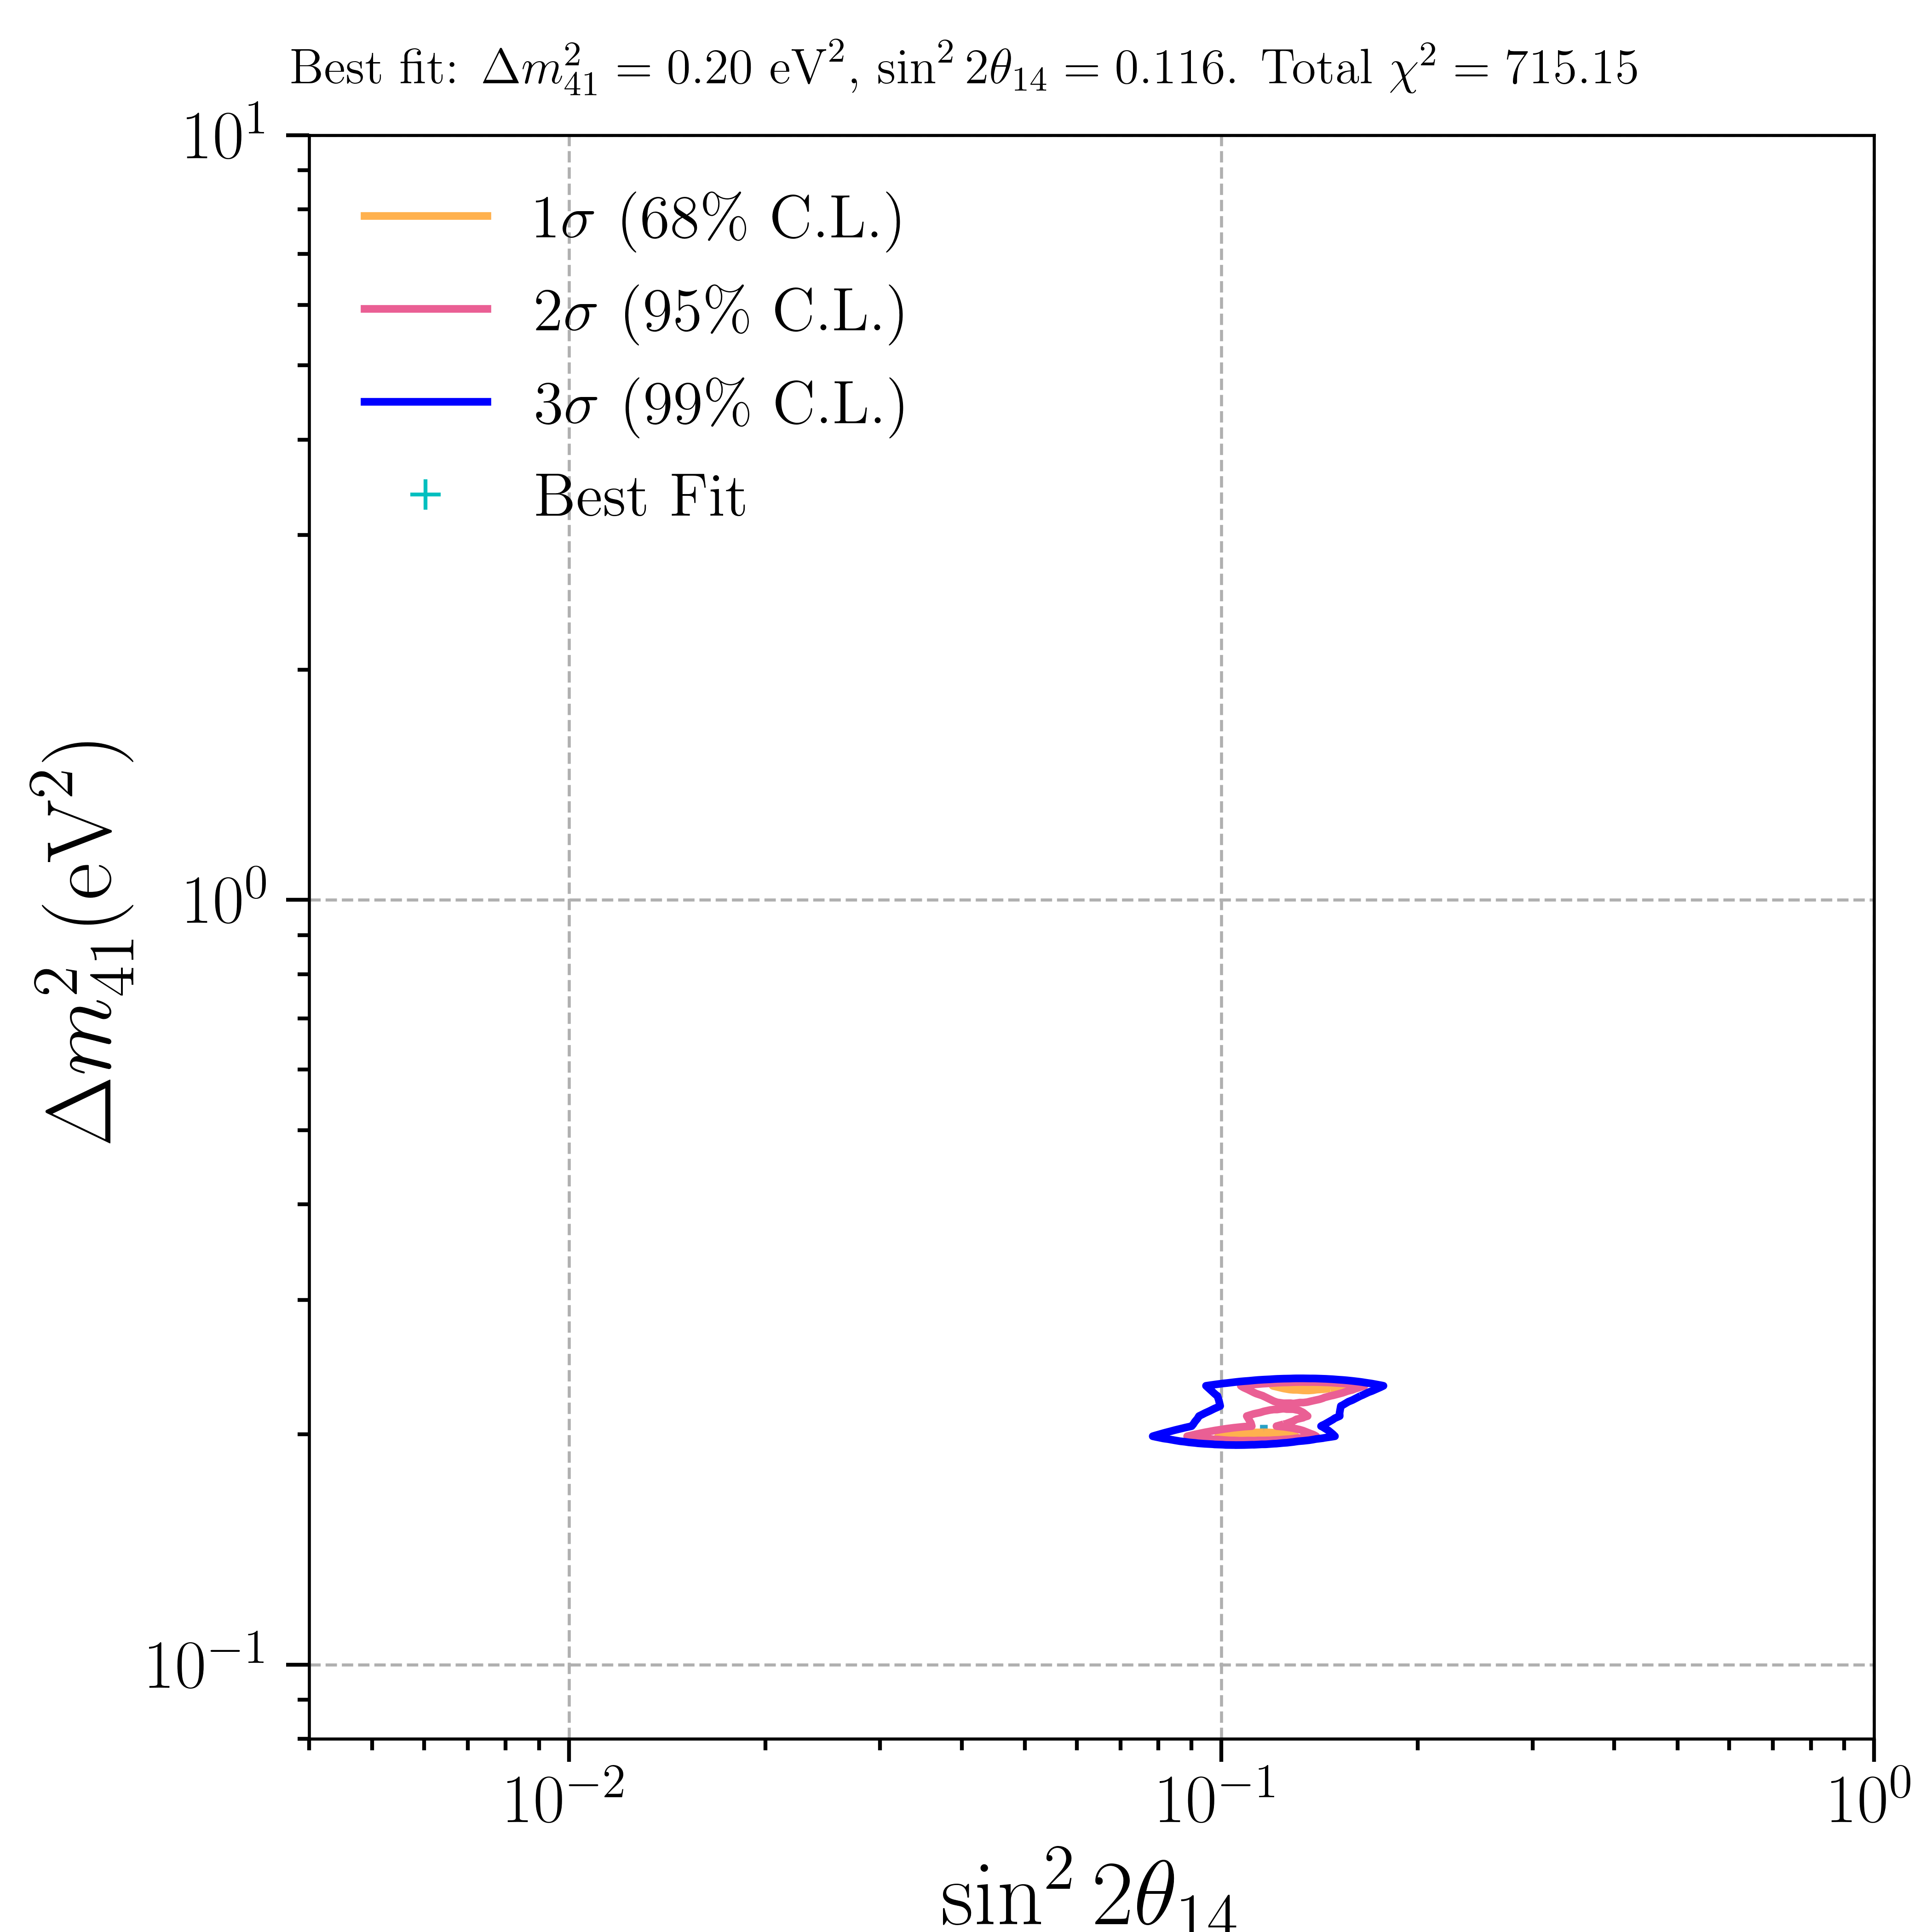 Best fit: Δm²₄₁ = 0.20 eV², sin² 2θ₁₄ = 0.116. Total χ² = 715.15
10¹
1σ (68% C.L.)
2σ (95% C.L.)
3σ (99% C.L.)
Best Fit
Δm²₄₁(eV²)
10⁰
10⁻¹
10⁻²
10⁻¹
10⁰
sin² 2θ₁₄